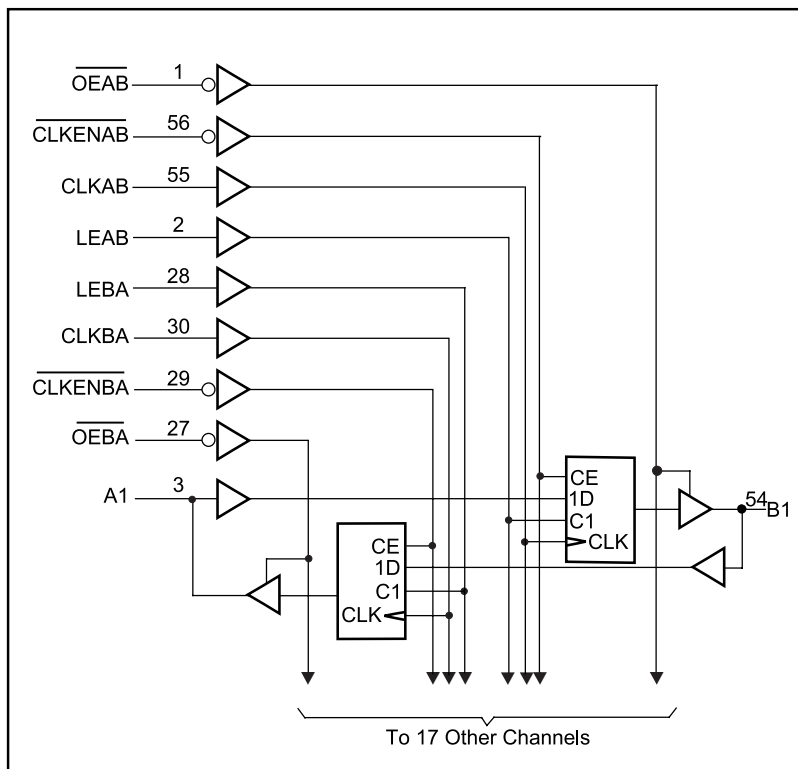 OEAB 1
CLKENAB 56
CLKAB 55
LEAB 2
LEBA 28
CLKBA 30
CLKENBA 29
OEBA 27
A1 3
CE
1D
C1
CLK
54 B1
CE
1D
C1
CLK
To 17 Other Channels